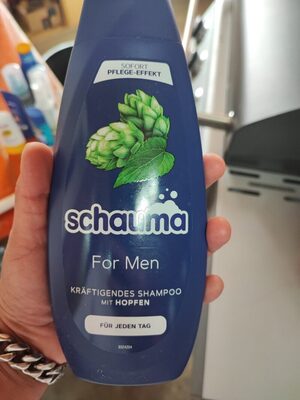 SOFORT
PFLEGE-EFFEKT
schauma
For Men
KRÄFTIGENDES SHAMPOO
MIT HOPFEN
FÜR JEDEN TAG